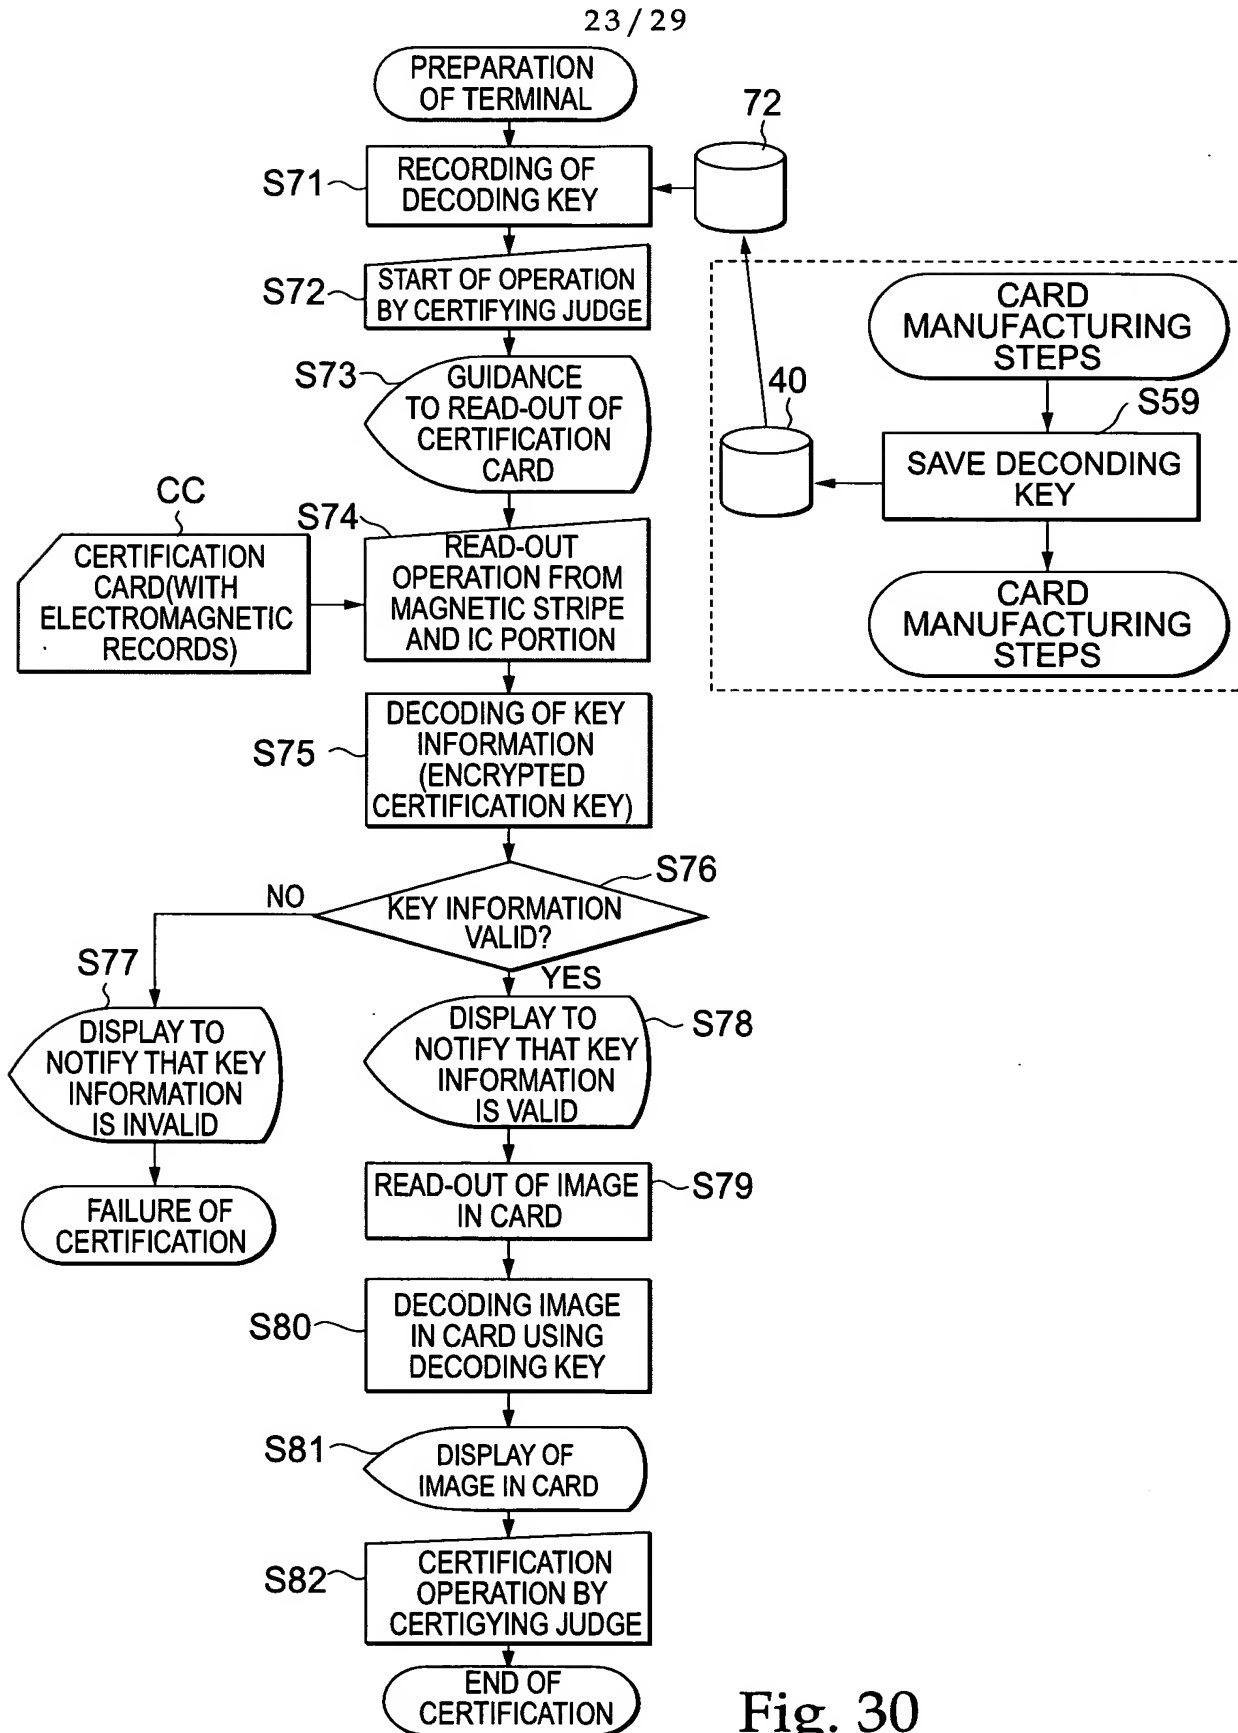 23/29
PREPARATION
OF TERMINAL
72
S71
RECORDING OF
DECODING KEY
S72
START OF OPERATION
BY CERTIFYING JUDGE
CARD
MANUFACTURING
STEPS
S73
GUIDANCE
TO READ-OUT OF
CERTIFICATION
CARD
40
S59
SAVE DECONDING
KEY
CC
CERTIFICATION
CARD(WITH
ELECTROMAGNETIC
RECORDS)
S74
READ-OUT
OPERATION FROM
MAGNETIC STRIPE
AND IC PORTION
CARD
MANUFACTURING
STEPS
S75
DECODING OF KEY
INFORMATION
(ENCRYPTED
CERTIFICATION KEY)
S76
NO
KEY INFORMATION
VALID?
YES
S77
DISPLAY TO
NOTIFY THAT KEY
INFORMATION
IS INVALID
S78
DISPLAY TO
NOTIFY THAT KEY
INFORMATION
IS VALID
FAILURE OF
CERTIFICATION
READ-OUT OF IMAGE
IN CARD
S79
S80
DECODING IMAGE
IN CARD USING
DECODING KEY
S81
DISPLAY OF
IMAGE IN CARD
S82
CERTIFICATION
OPERATION BY
CERTIGYING JUDGE
END OF
CERTIFICATION
Fig. 30